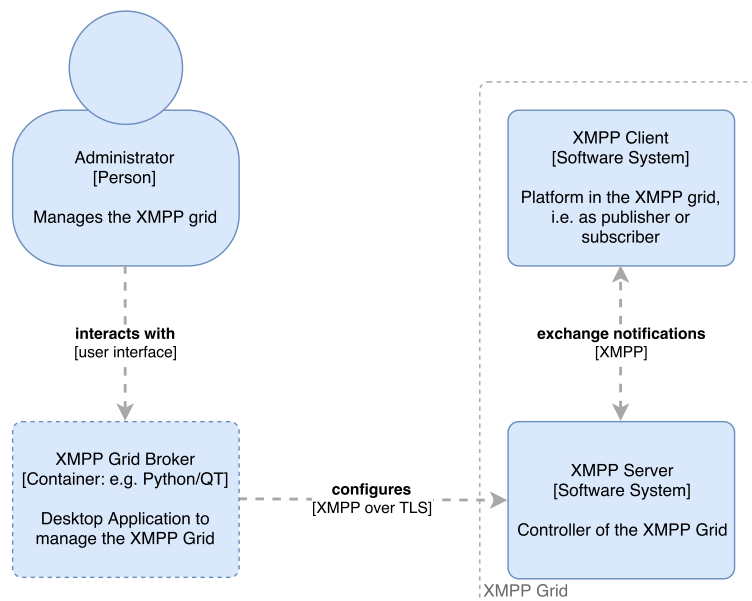 Administrator
[Person]
Manages the XMPP grid
XMPP Client
[Software System]
Platform in the XMPP grid,
i.e. as publisher or
subscriber
interacts with
[user interface]
exchange notifications
[XMPP]
XMPP Grid Broker
[Container: e.g. Python/QT]
Desktop Application to
manage the XMPP Grid
configures
[XMPP over TLS]
XMPP Server
[Software System]
Controller of the XMPP Grid
XMPP Grid